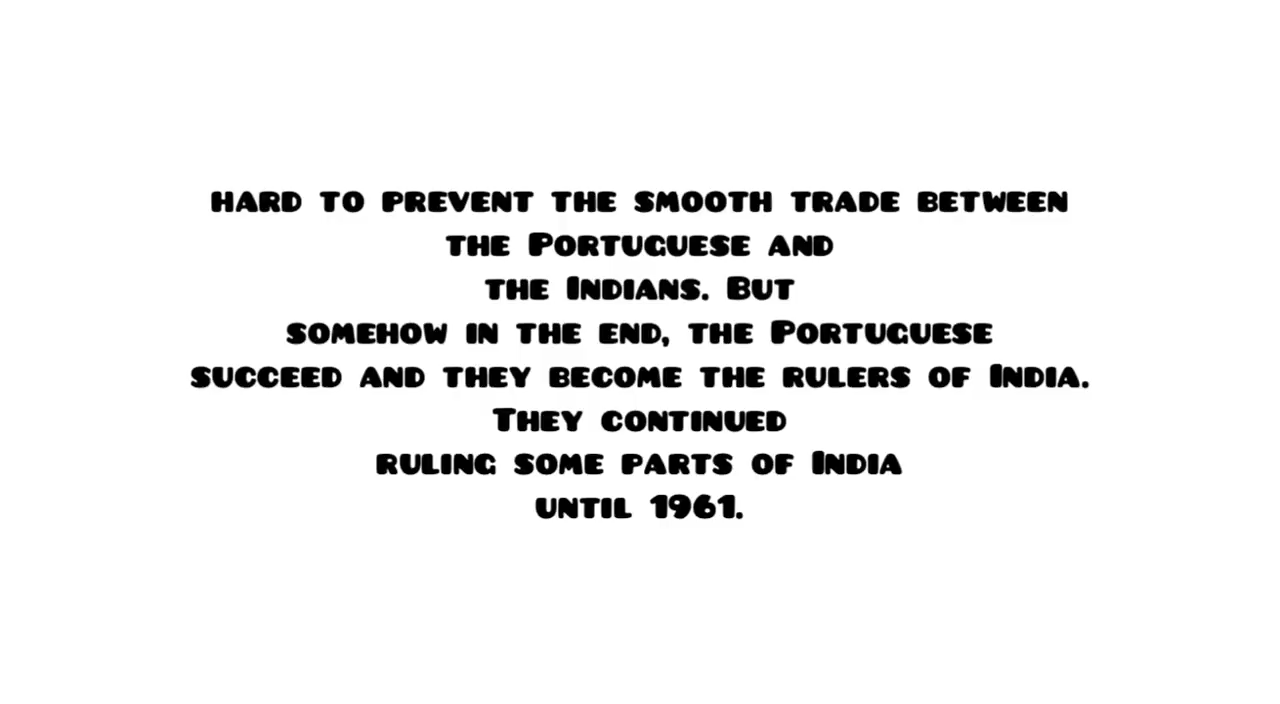 hard to prevent the smooth trade between
the Portuguese and
the Indians. But
somehow in the end, the Portuguese
succeed and they become the rulers of India.
They continued
ruling some parts of India
until 1961.